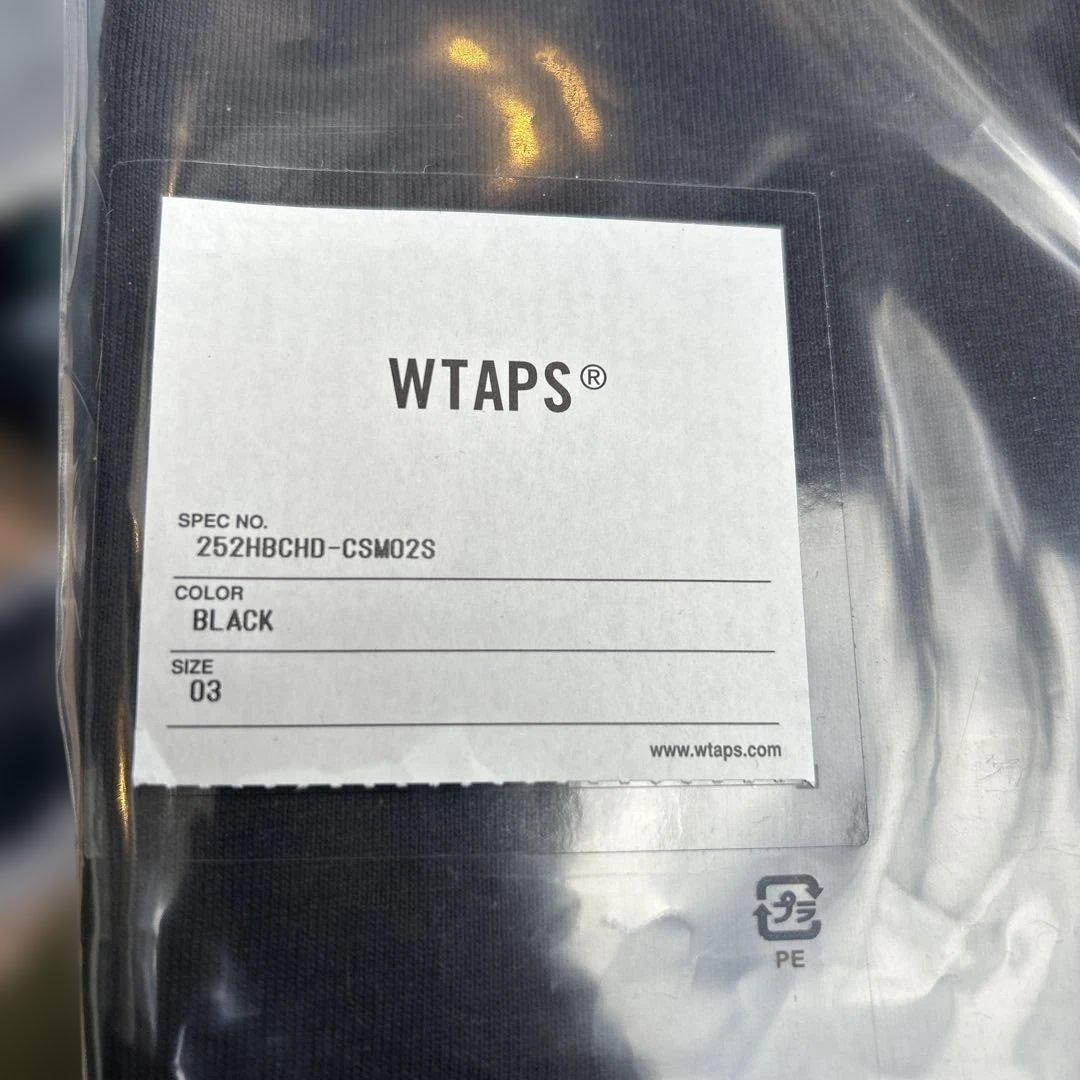 WTAPS®
SPEC NO.
252HBCHD-CSM02S
COLOR
BLACK
SIZE
03
www.wtaps.com
プラ
PE